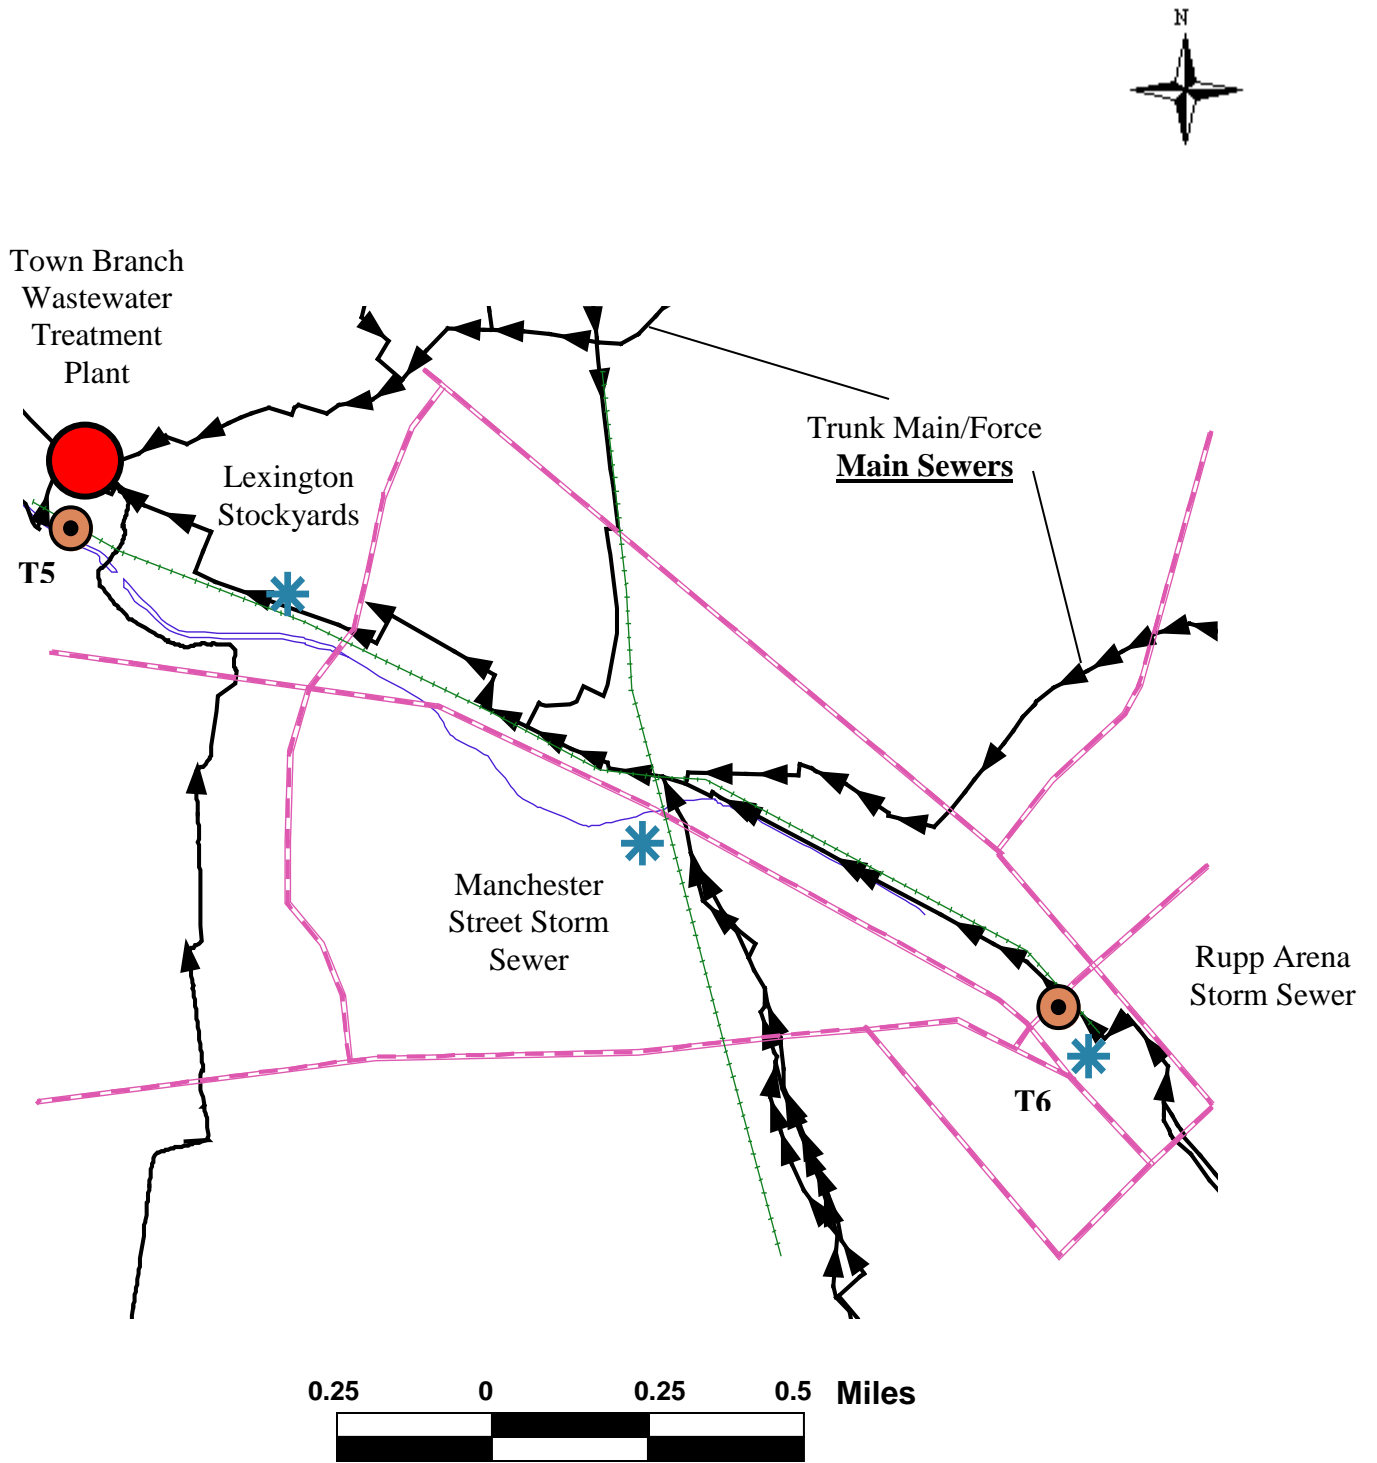 N
Town Branch
Wastewater
Treatment
Plant
Trunk Main/Force
Main Sewers
Lexington
Stockyards
T5
Manchester
Street Storm
Sewer
Rupp Arena
Storm Sewer
T6
0.25 0 0.25 0.5 Miles